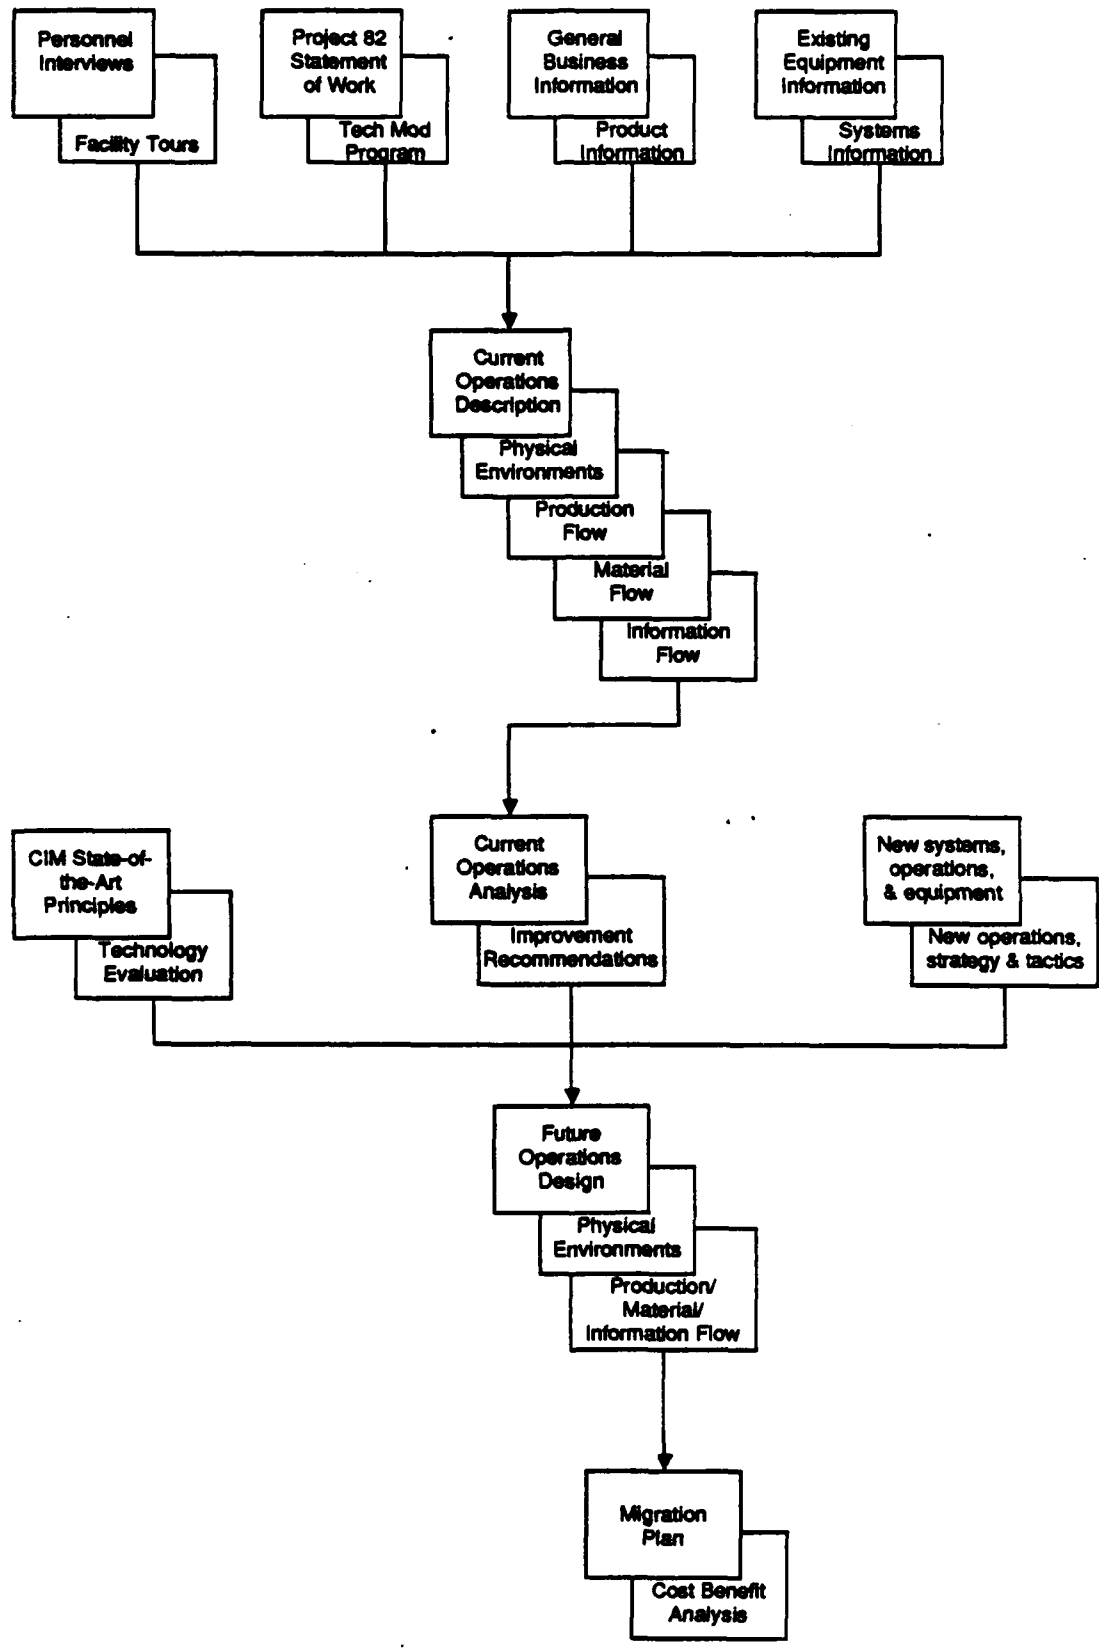 Personnel
Interviews
Facility Tours
Project 82
Statement
of Work
Tech Mod
Program
General
Business
Information
Product
Information
Existing
Equipment
Information
Systems
Information
Current
Operations
Description
Physical
Environments
Production
Flow
Material
Flow
Information
Flow
CIM State-of-
the-Art
Principles
Technology
Evaluation
Current
Operations
Analysis
Improvement
Recommendations
New systems,
operations,
& equipment
New operations,
strategy & tactics
Future
Operations
Design
Physical
Environments
Production/
Material/
Information Flow
Migration
Plan
Cost Benefit
Analysis